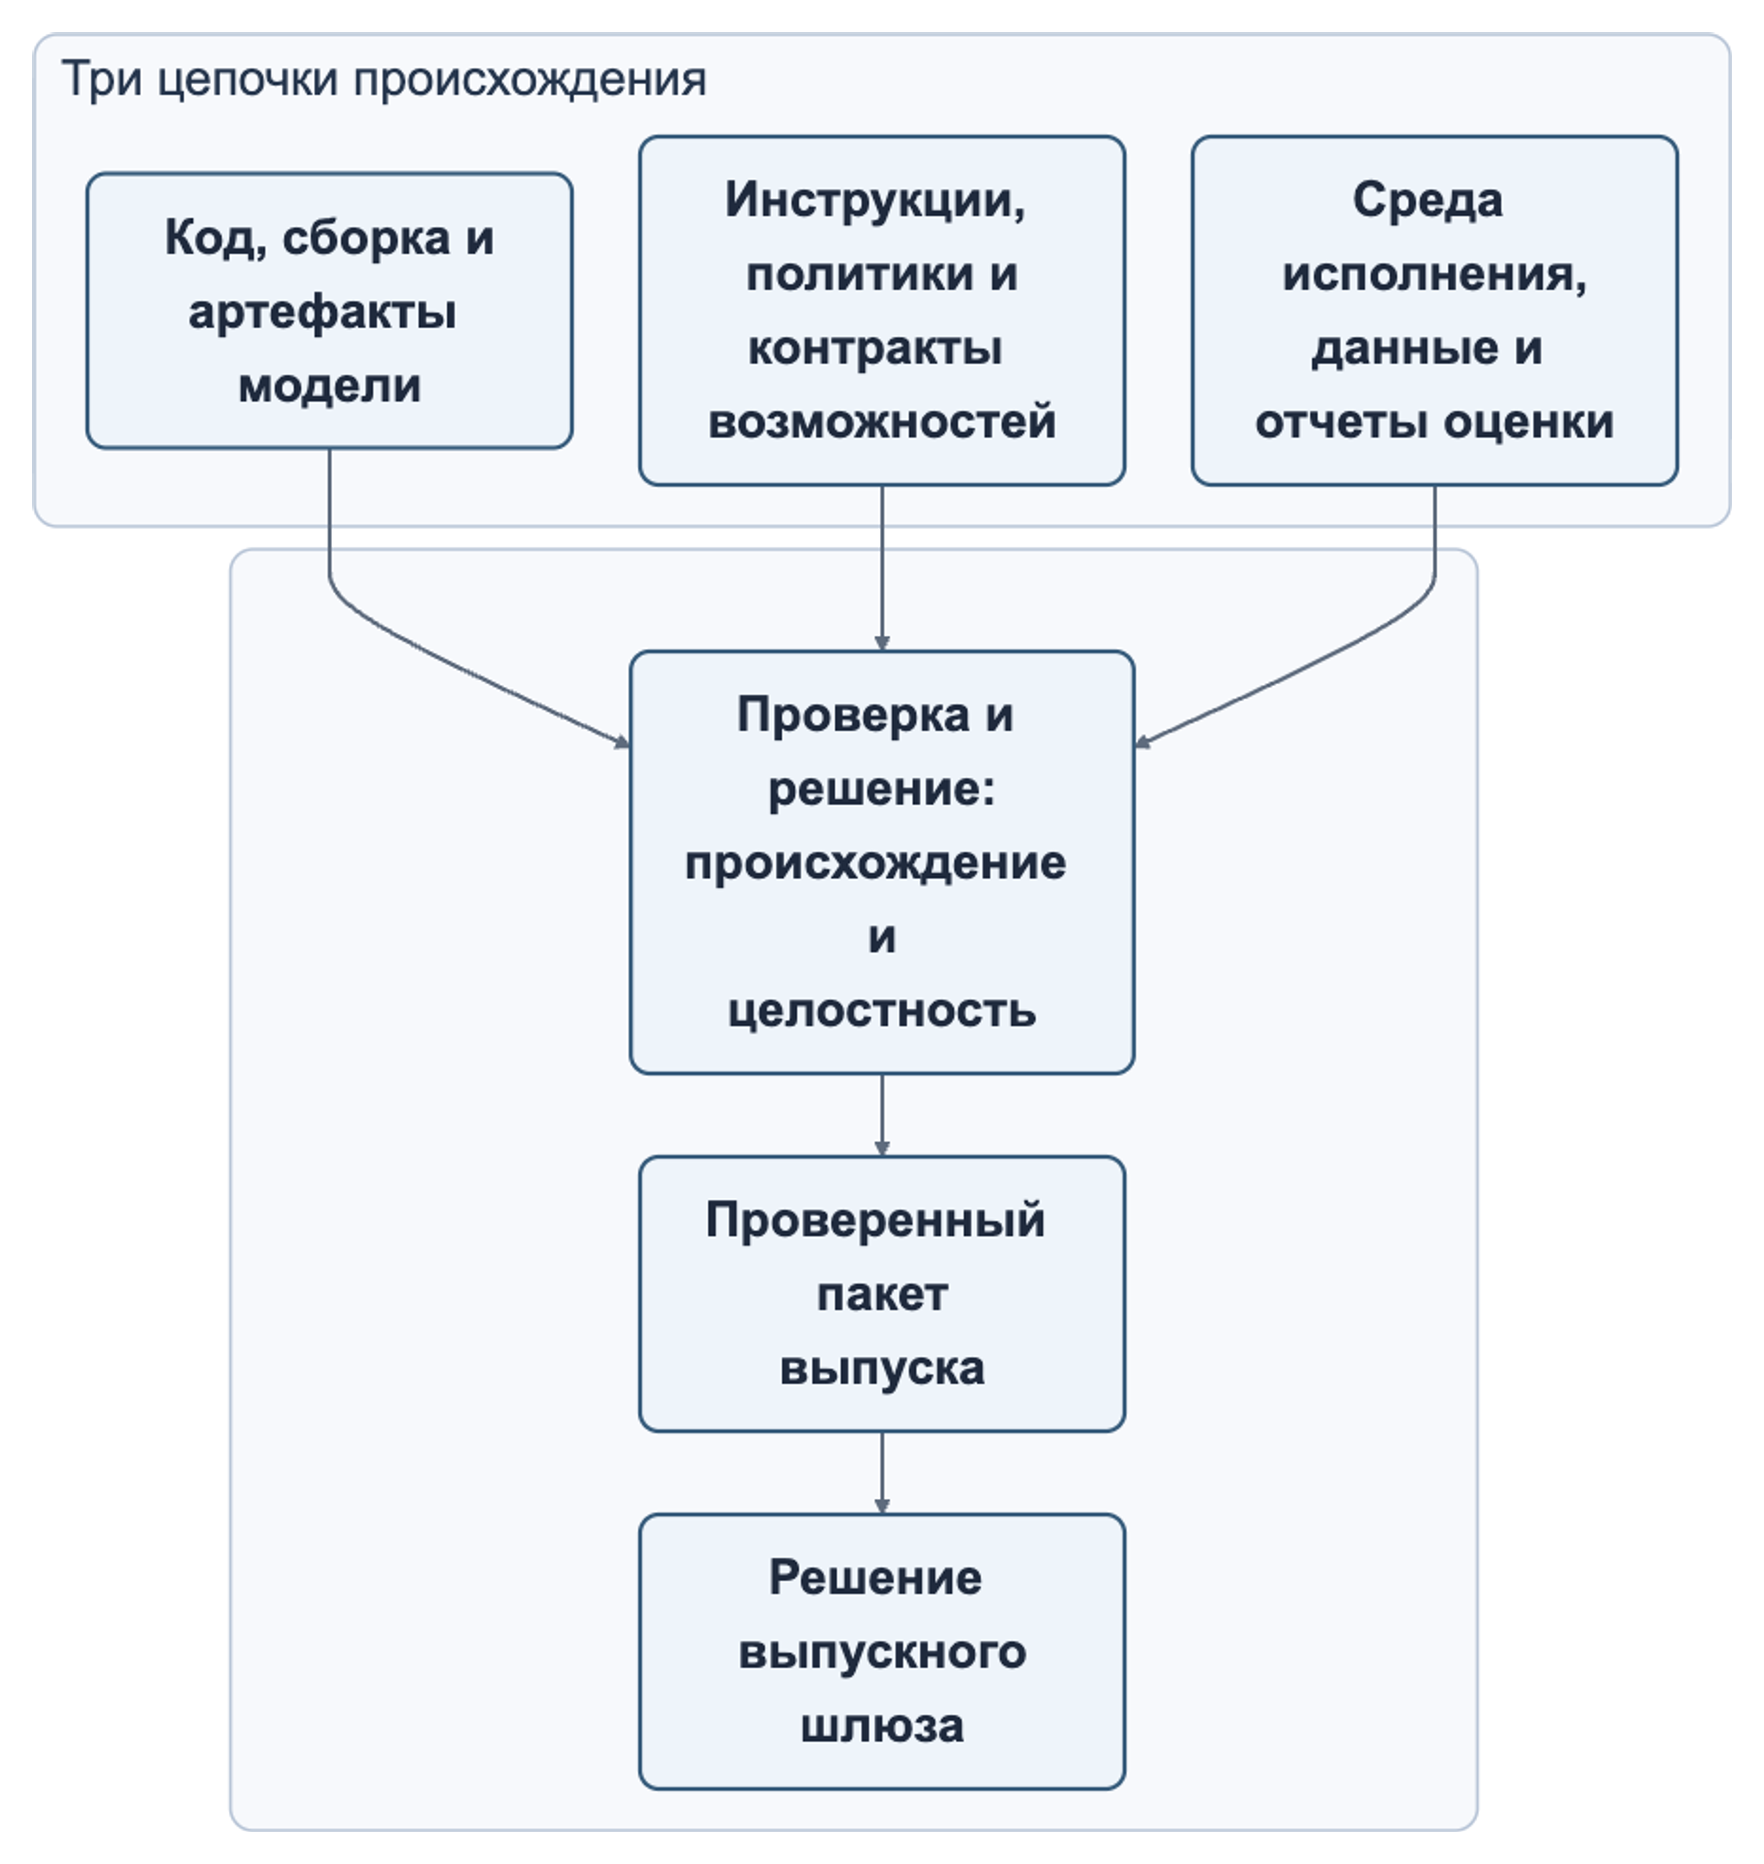 Три цепочки происхождения
Код, сборка и
артефакты
модели
Инструкции,
политики и
контракты
возможностей
Среда
исполнения,
данные и
отчеты оценки
Проверка и
решение:
происхождение
и
целостность
Проверенный
пакет
выпуска
Решение
выпускного
шлюза